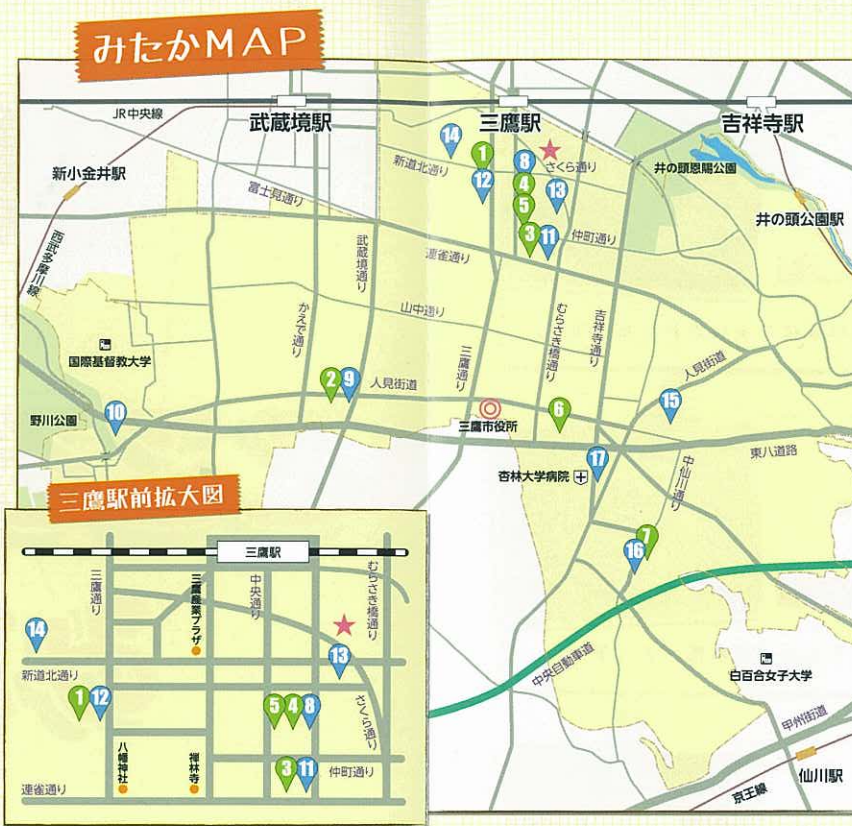 みたかMAP
JR中央線
武蔵境駅
三鷹駅
吉祥寺駅
新小金井駅
西武多摩川線
富士見通り
新道北通り
さくら通り
井の頭恩賜公園
井の頭公園駅
14
1
12
8
4
5
13
3
11
仲町通り
連雀通り
武蔵境通り
かえで通り
山中通り
三鷹通り
むらさき橋通り
吉祥寺通り
人見街道
国際基督教大学
野川公園
10
2
9
人見街道
三鷹市役所
6
15
17
杏林大学病院
東八道路
中仙川通り
7
16
中央自動車道
白百合女子大学
甲州街道
仙川駅
京王線
三鷹駅前拡大図
三鷹駅
三鷹通り
三鷹産業プラザ
中央通り
むらさき橋通り
14
13
新道北通り
1
12
5
4
8
さくら通り
八幡神社
禅林寺
3
11
仲町通り
連雀通り